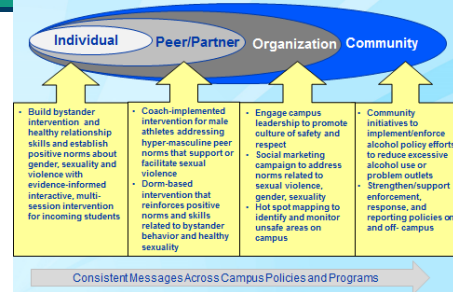 Individual
Peer/Partner
Organization
Community
• Build bystander
intervention and
healthy relationship
skills and establish
positive norms about
gender, sexuality and
violence with
evidence-informed
interactive, multi-
session intervention
for incoming students
• Coach-implemented
intervention for male
athletes addressing
hyper-masculine peer
norms that support or
facilitate sexual
violence
• Dorm-based
intervention that
reinforces positive
norms and skills
related to bystander
behavior and healthy
sexuality
• Engage campus
leadership to promote
culture of safety and
respect
• Social marketing
campaign to address
norms related to
sexual violence,
gender, sexuality
• Hot spot mapping to
identify and monitor
unsafe areas on
campus
• Community
initiatives to
implement/enforce
alcohol policy efforts
to reduce excessive
alcohol use or
problem outlets
• Strengthen/support
enforcement,
response, and
reporting policies on
and off- campus
Consistent Messages Across Campus Policies and Programs